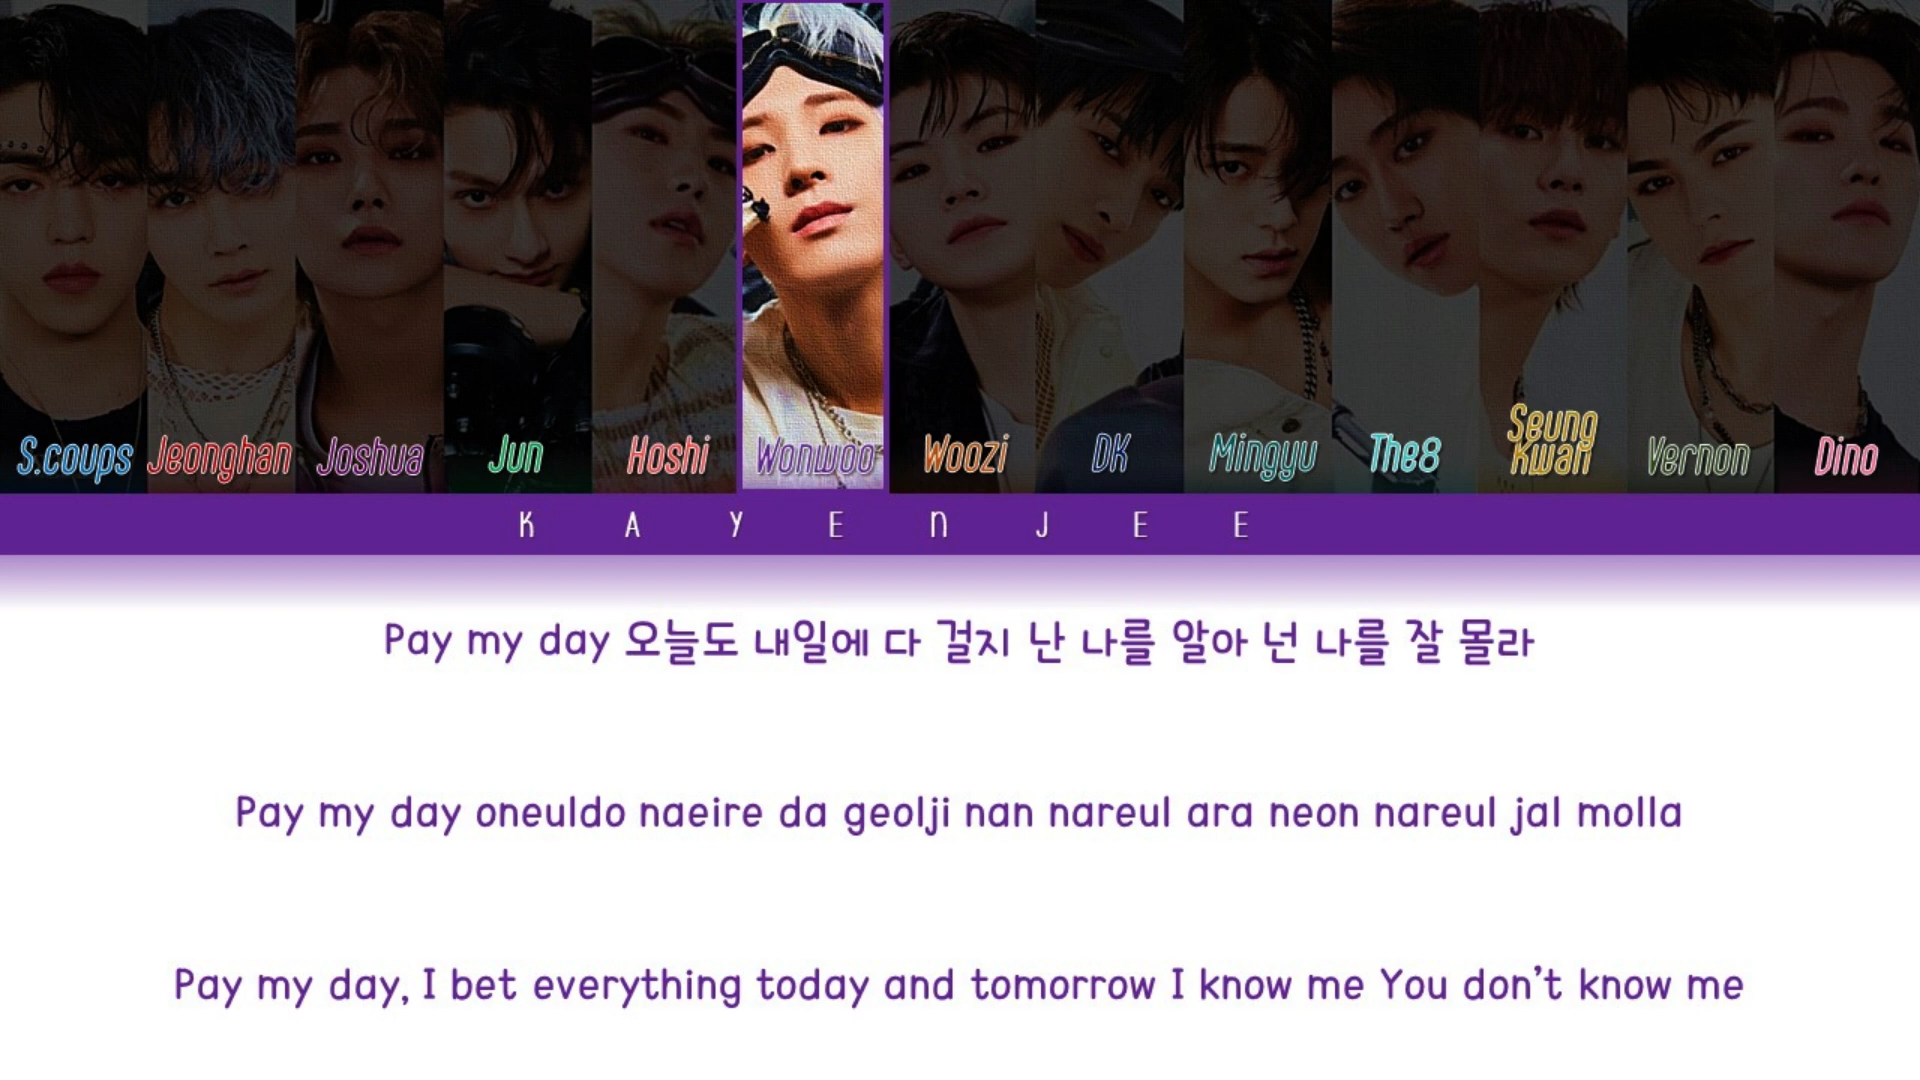 S.coups Jeonghan Joshua Jun Hoshi Wonwoo Woozi DK Mingyu The8 Seung Kwan Vernon Dino
K A Y E N J E E
Pay my day 오늘도 내일에 다 걸지 난 나를 알아 넌 나를 잘 몰라
Pay my day oneuldo naeire da geolji nan nareul ara neon nareul jal molla
Pay my day, I bet everything today and tomorrow I know me You don't know me